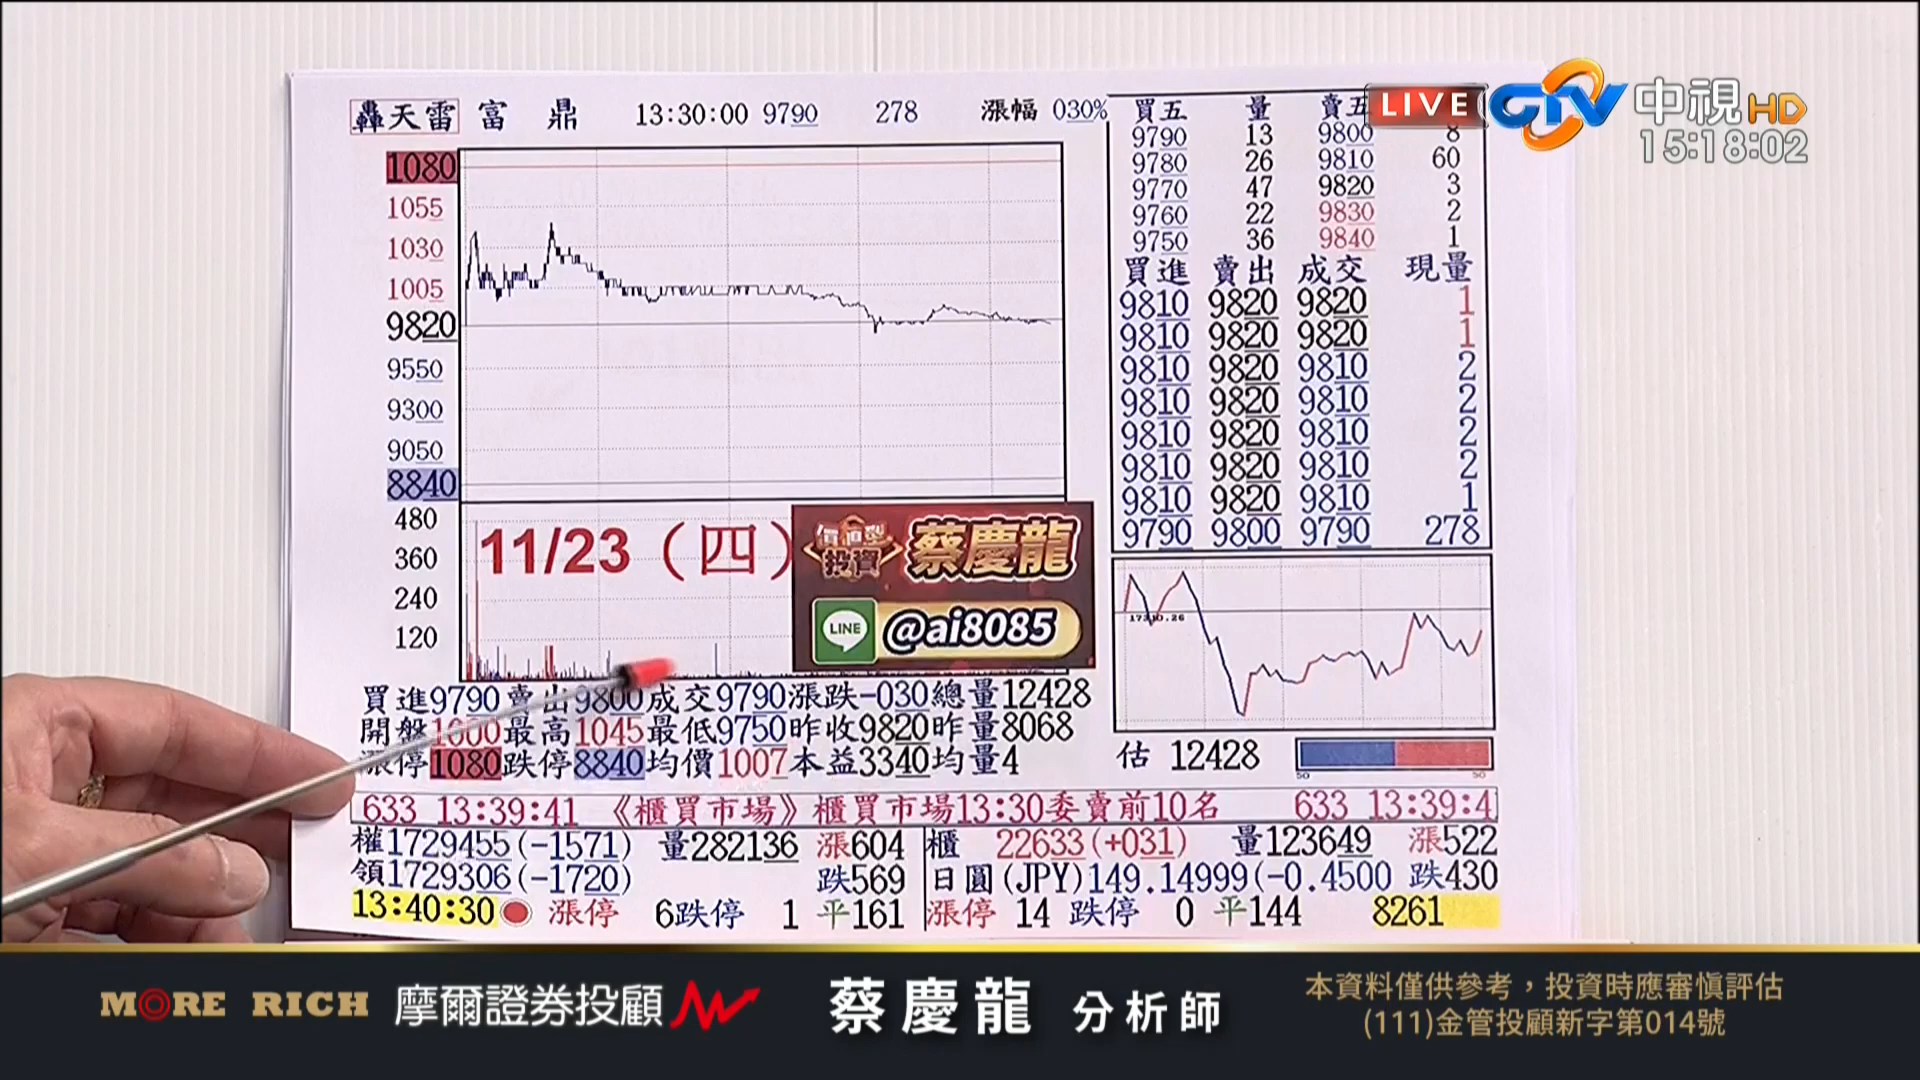 轟天雷 富 鼎 13:30:00 9790 278 漲幅 030%
1080
1055
1030
1005
9820
9550
9300
9050
8840
480
360
240
120
買五 量 賣五
9790 13 9800 8
9780 26 9810 60
9770 47 9820 3
9760 22 9830 2
9750 36 9840 1
買進 賣出 成交 現量
9810 9820 9820 1
9810 9820 9820 1
9810 9820 9810 2
9810 9820 9810 2
9810 9820 9810 2
9810 9820 9810 2
9810 9820 9810 1
9790 9800 9790 278
LIVE CTV 中視 HD
15:18:02
11/23（四）
價值型投資 蔡慶龍
LINE @ai8085
買進9790賣出9800成交9790漲跌-030總量12428
開盤1000最高1045最低9750昨收9820昨量8068
漲停1080跌停8840均價1007本益3340均量4
估 12428
50 50
633 13:39:41 《櫃買市場》櫃買市場13:30委賣前10名 633 13:39:4
權1729455(-1571) 量282136 漲604 櫃 22633(+031) 量123649 漲522
領1729306(-1720) 跌569 日圓(JPY)149.14999(-0.4500 跌430
13:40:30 漲停 6跌停 1 平161 漲停 14 跌停 0 平144 8261
MORE RICH 摩爾證券投顧 蔡慶龍 分析師
本資料僅供參考，投資時應審慎評估
(111)金管投顧新字第014號